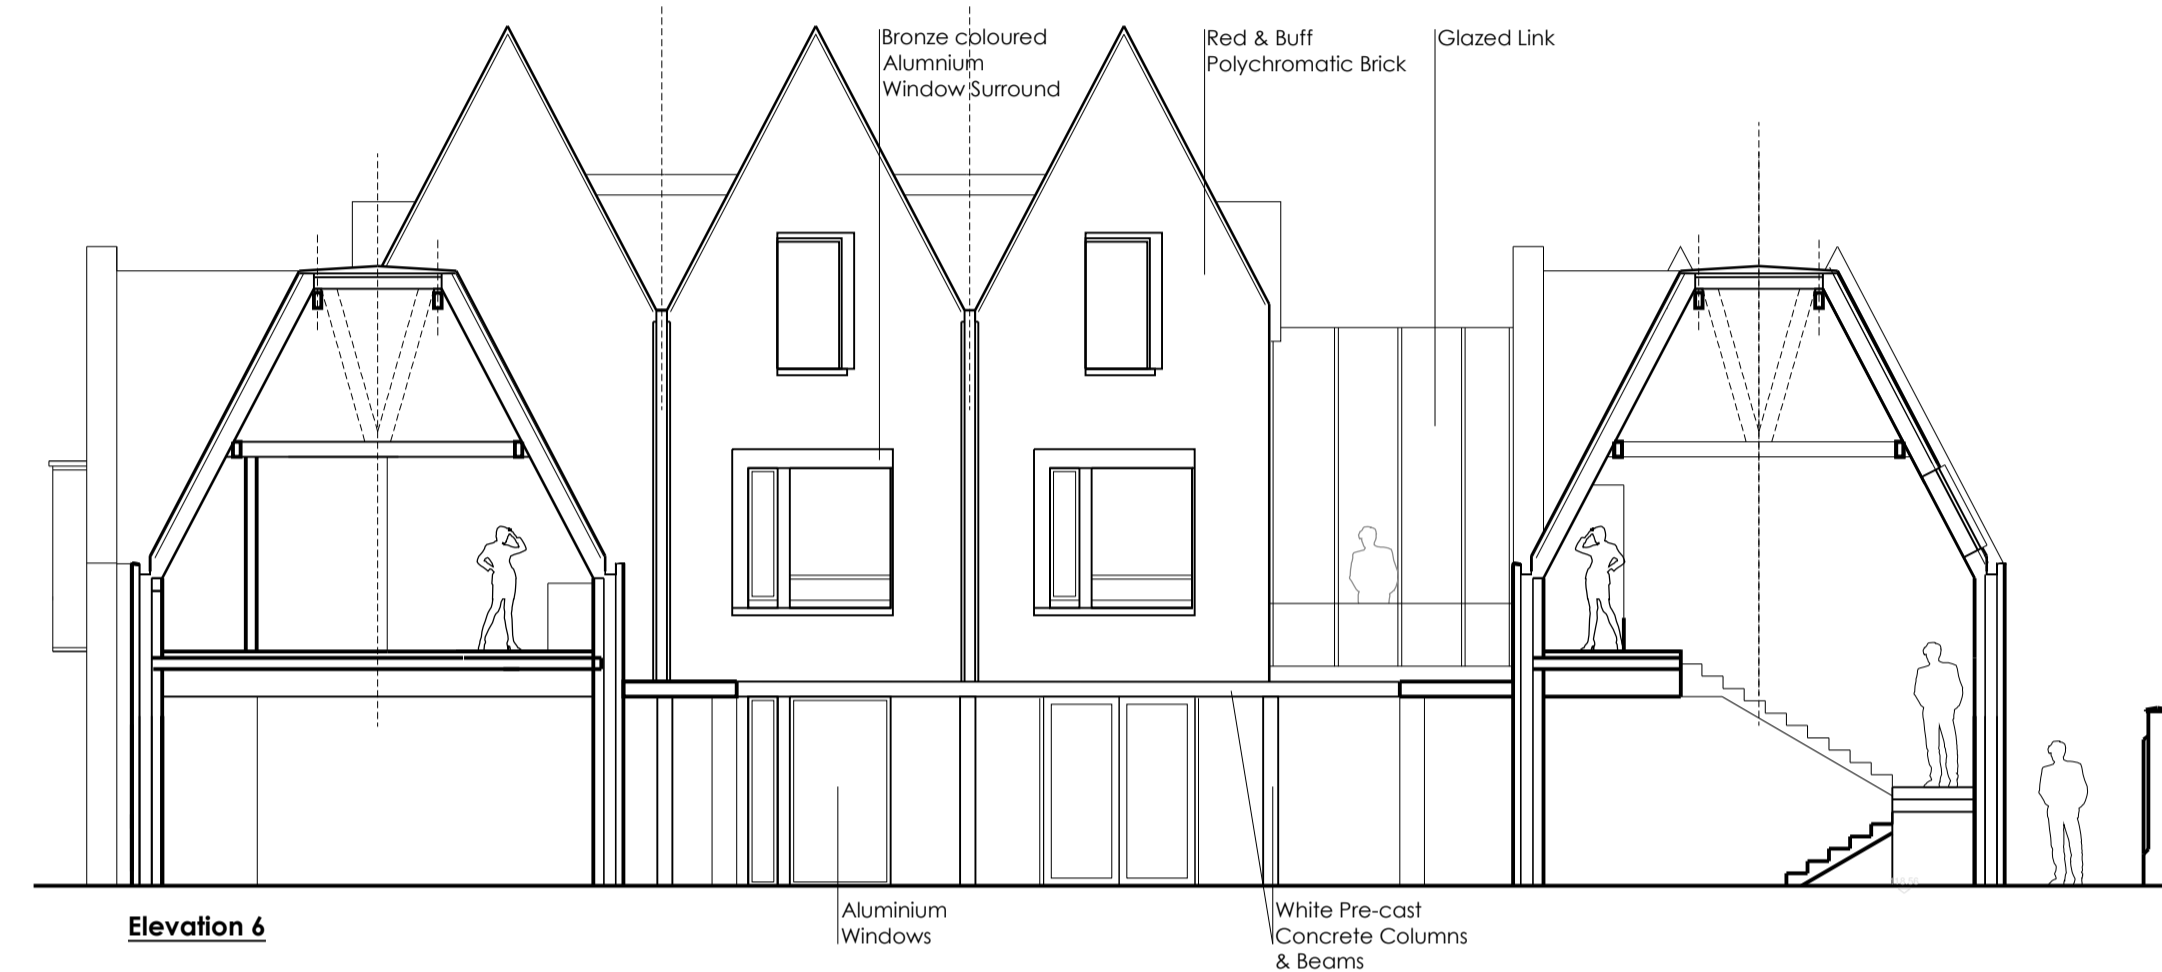 Bronze coloured
Alumnium
Window Surround
Red & Buff
Polychromatic Brick
Glazed Link
Elevation 6
Aluminium
Windows
White Pre-cast
Concrete Columns
& Beams